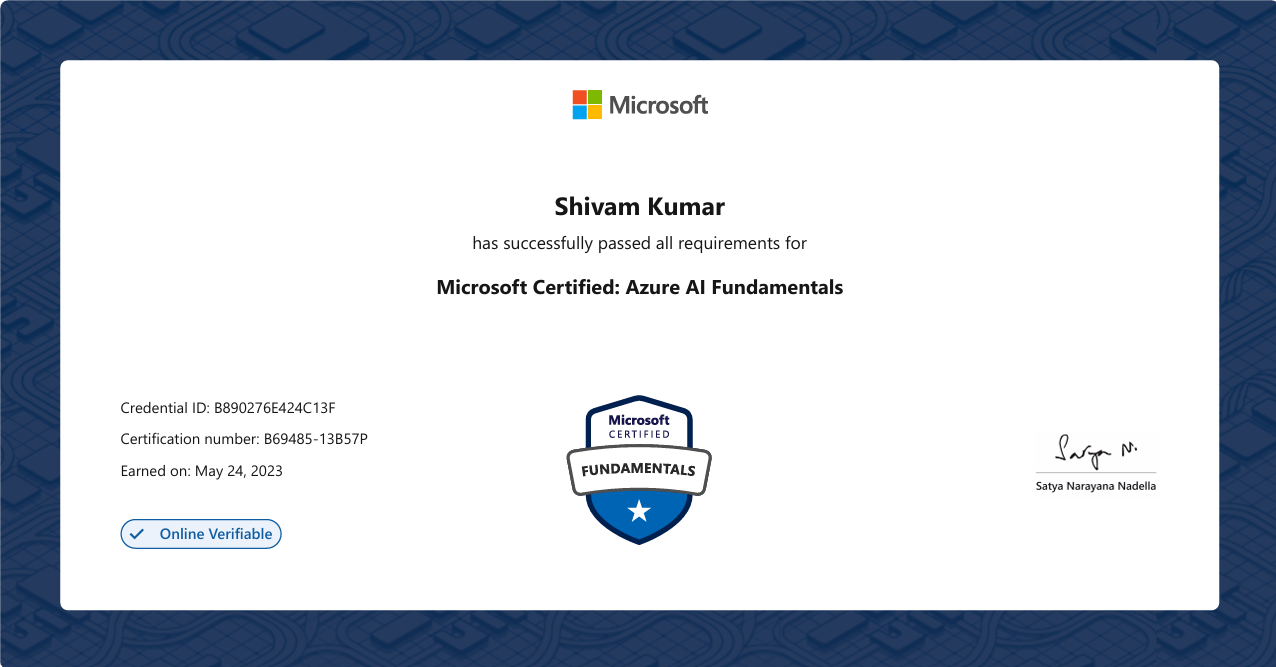 Microsoft
Shivam Kumar
has successfully passed all requirements for
Microsoft Certified: Azure AI Fundamentals
Credential ID: B890276E424C13F
Certification number: B69485-13B57P
Earned on: May 24, 2023
Online Verifiable
Microsoft
CERTIFIED
FUNDAMENTALS
Satya N.
Satya Narayana Nadella